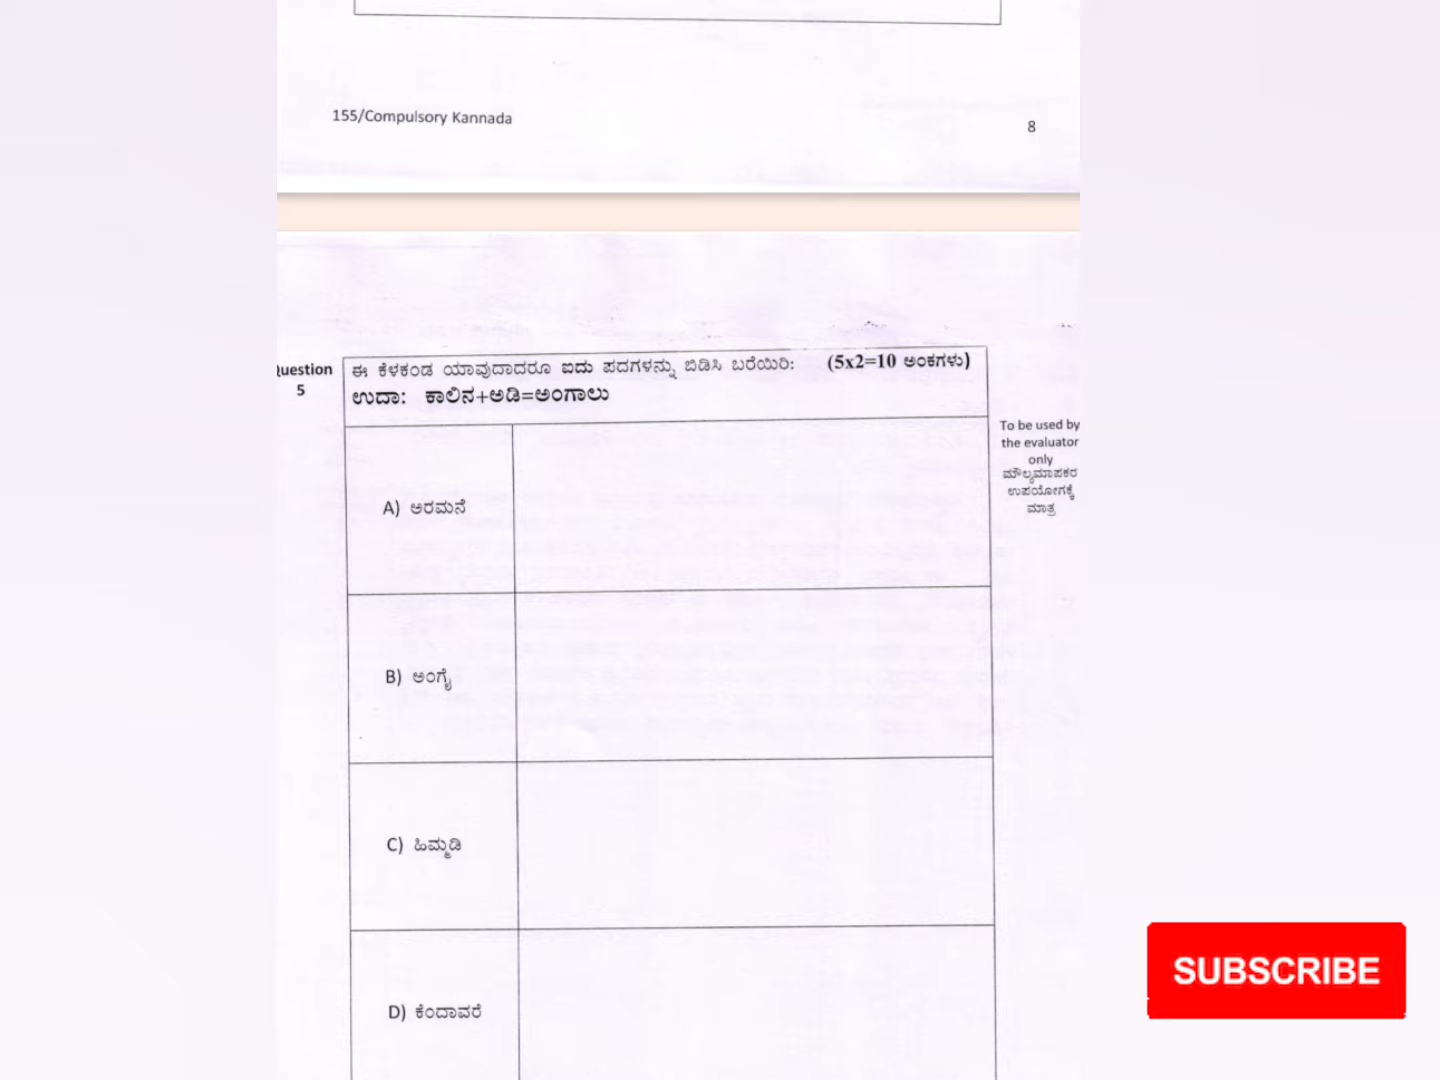 155/Compulsory Kannada
8
uestion
5
ಈ ಕೆಳಕಂಡ ಯಾವುದಾದರೂ ಐದು ಪದಗಳನ್ನು ಬಿಡಿಸಿ ಬರೆಯಿರಿ: (5x2=10 ಅಂಕಗಳು)
ಉದಾ: ಕಾಲಿನ+ಅಡಿ=ಅಂಗಾಲು
To be used by
the evaluator
only
ಮೌಲ್ಯಮಾಪಕರ
ಉಪಯೋಗಕ್ಕೆ
ಮಾತ್ರ
A) ಅರಮನೆ
B) ಅಂಗೈ
C) ಹಿಮ್ಮಡಿ
D) ಕೆಂದಾವರೆ
SUBSCRIBE